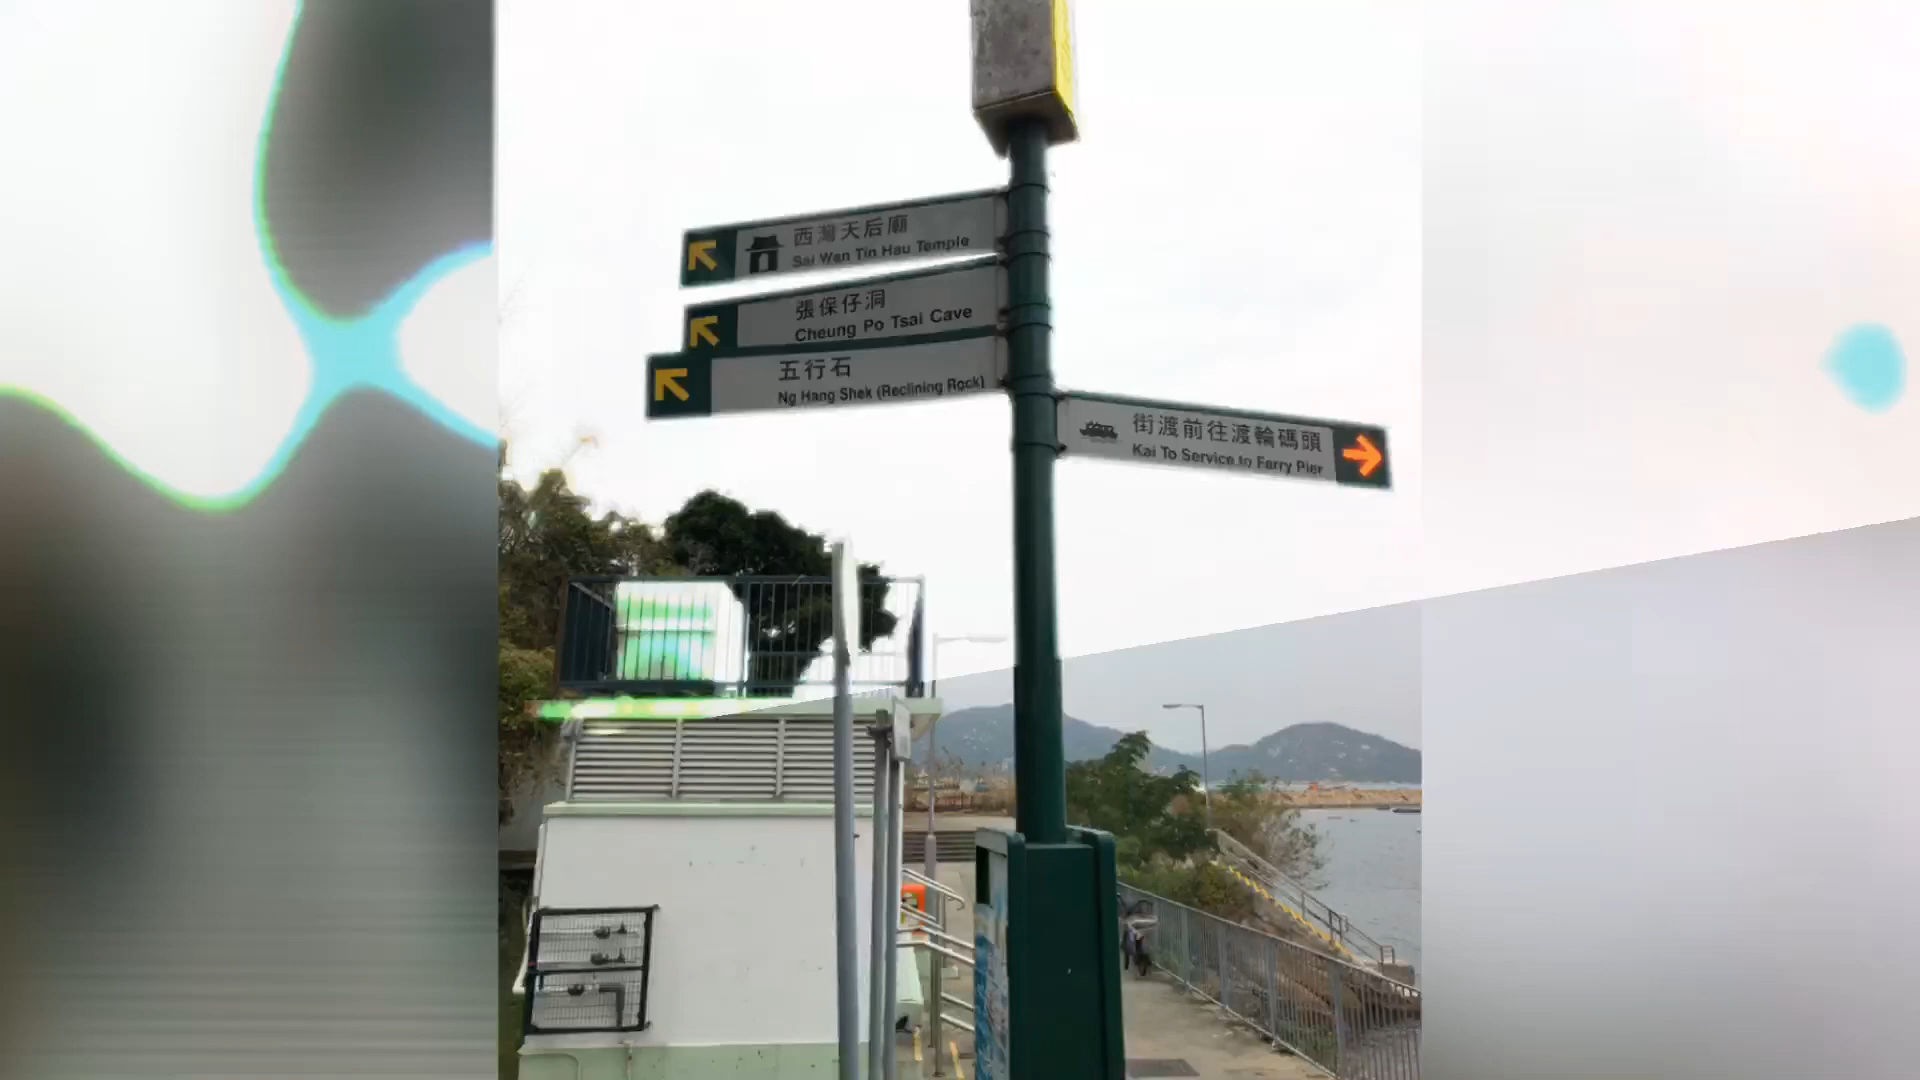 西灣天后廟
Sai Wan Tin Hau Temple
張保仔洞
Cheung Po Tsai Cave
五行石
Ng Hang Shek (Reclining Rock)
街渡前往渡輪碼頭
Kai To Service to Ferry Pier